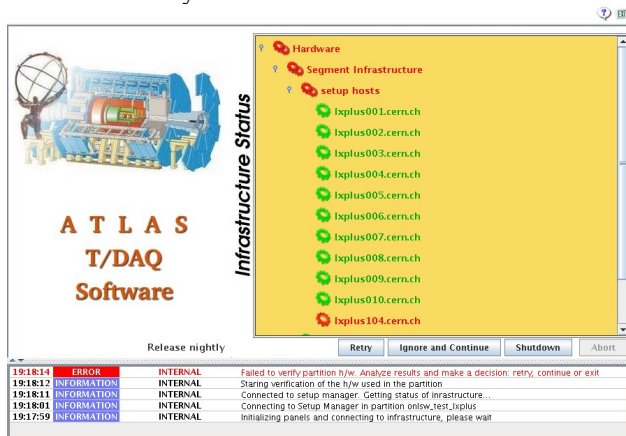 Hardware
Segment Infrastructure
setup hosts
lxplus001.cern.ch
lxplus002.cern.ch
lxplus003.cern.ch
lxplus004.cern.ch
lxplus005.cern.ch
lxplus006.cern.ch
lxplus007.cern.ch
lxplus008.cern.ch
lxplus009.cern.ch
lxplus010.cern.ch
lxplus104.cern.ch
Infrastructure Status
A T L A S
T/DAQ
Software
Release nightly
Retry Ignore and Continue Shutdown Abort
19:18:14 ERROR INTERNAL Failed to verify partition h/w. Analyze results and make a decision: retry, continue or exit
19:18:12 INFORMATION INTERNAL Staring verification of the h/w used in the partition
19:18:11 INFORMATION INTERNAL Connected to setup manager. Getting status of inrastructure...
19:18:01 INFORMATION INTERNAL Connecting to Setup Manager in partition onlsw_test_lxplus
19:17:59 INFORMATION INTERNAL Initializing panels and connecting to infrastructure, please wait